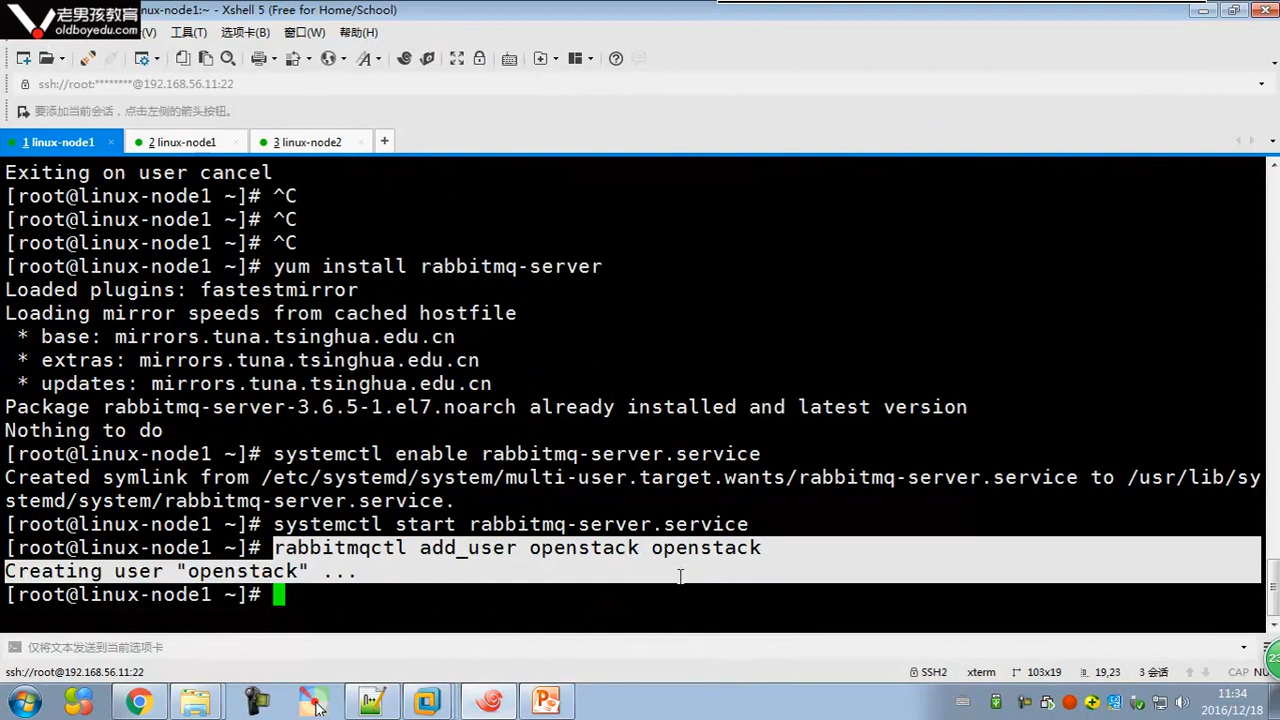 老男孩教育
oldboyedu.com
inux-node1:~ - Xshell 5 (Free for Home/School)
(V) 工具(T) 选项卡(B) 窗口(W) 帮助(H)
ssh://root:********@192.168.56.11:22
要添加当前会话，点击左侧的箭头按钮。
1 linux-node1 × 2 linux-node1 × 3 linux-node2 × +
Exiting on user cancel
[root@linux-node1 ~]# ^C
[root@linux-node1 ~]# ^C
[root@linux-node1 ~]# ^C
[root@linux-node1 ~]# yum install rabbitmq-server
Loaded plugins: fastestmirror
Loading mirror speeds from cached hostfile
* base: mirrors.tuna.tsinghua.edu.cn
* extras: mirrors.tuna.tsinghua.edu.cn
* updates: mirrors.tuna.tsinghua.edu.cn
Package rabbitmq-server-3.6.5-1.el7.noarch already installed and latest version
Nothing to do
[root@linux-node1 ~]# systemctl enable rabbitmq-server.service
Created symlink from /etc/systemd/system/multi-user.target.wants/rabbitmq-server.service to /usr/lib/sy
stemd/system/rabbitmq-server.service.
[root@linux-node1 ~]# systemctl start rabbitmq-server.service
[root@linux-node1 ~]# rabbitmqctl add_user openstack openstack
Creating user "openstack" ...
[root@linux-node1 ~]#
仅将文本发送到当前选项卡
ssh://root@192.168.56.11:22 SSH2 xterm 103x19 19,23 3 会话 CAP NU
23
11:34
2016/12/18